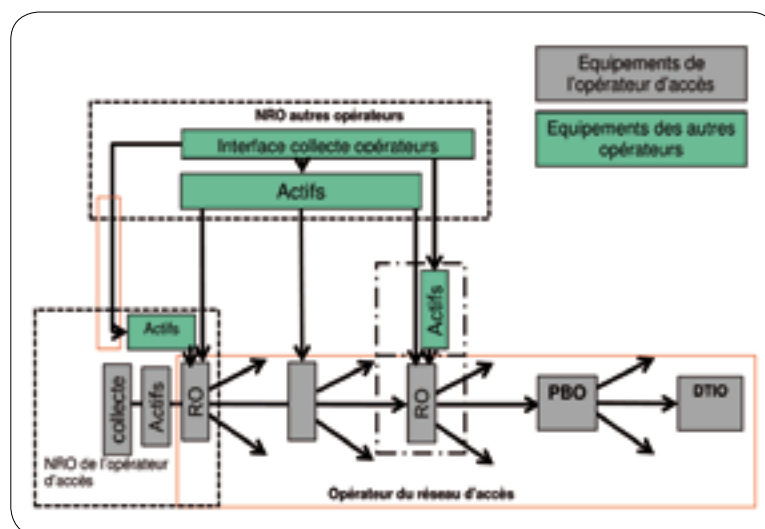 Equipements de
l'opérateur d'accès
Equipements des autres
opérateurs
NRO autres opérateurs
Interface collecte opérateurs
Actifs
Actifs
Actifs
collecte
Actifs
RO
RO
PBO
DTIO
NRO de l'opérateur
d'accès
Opérateur du réseau d'accès